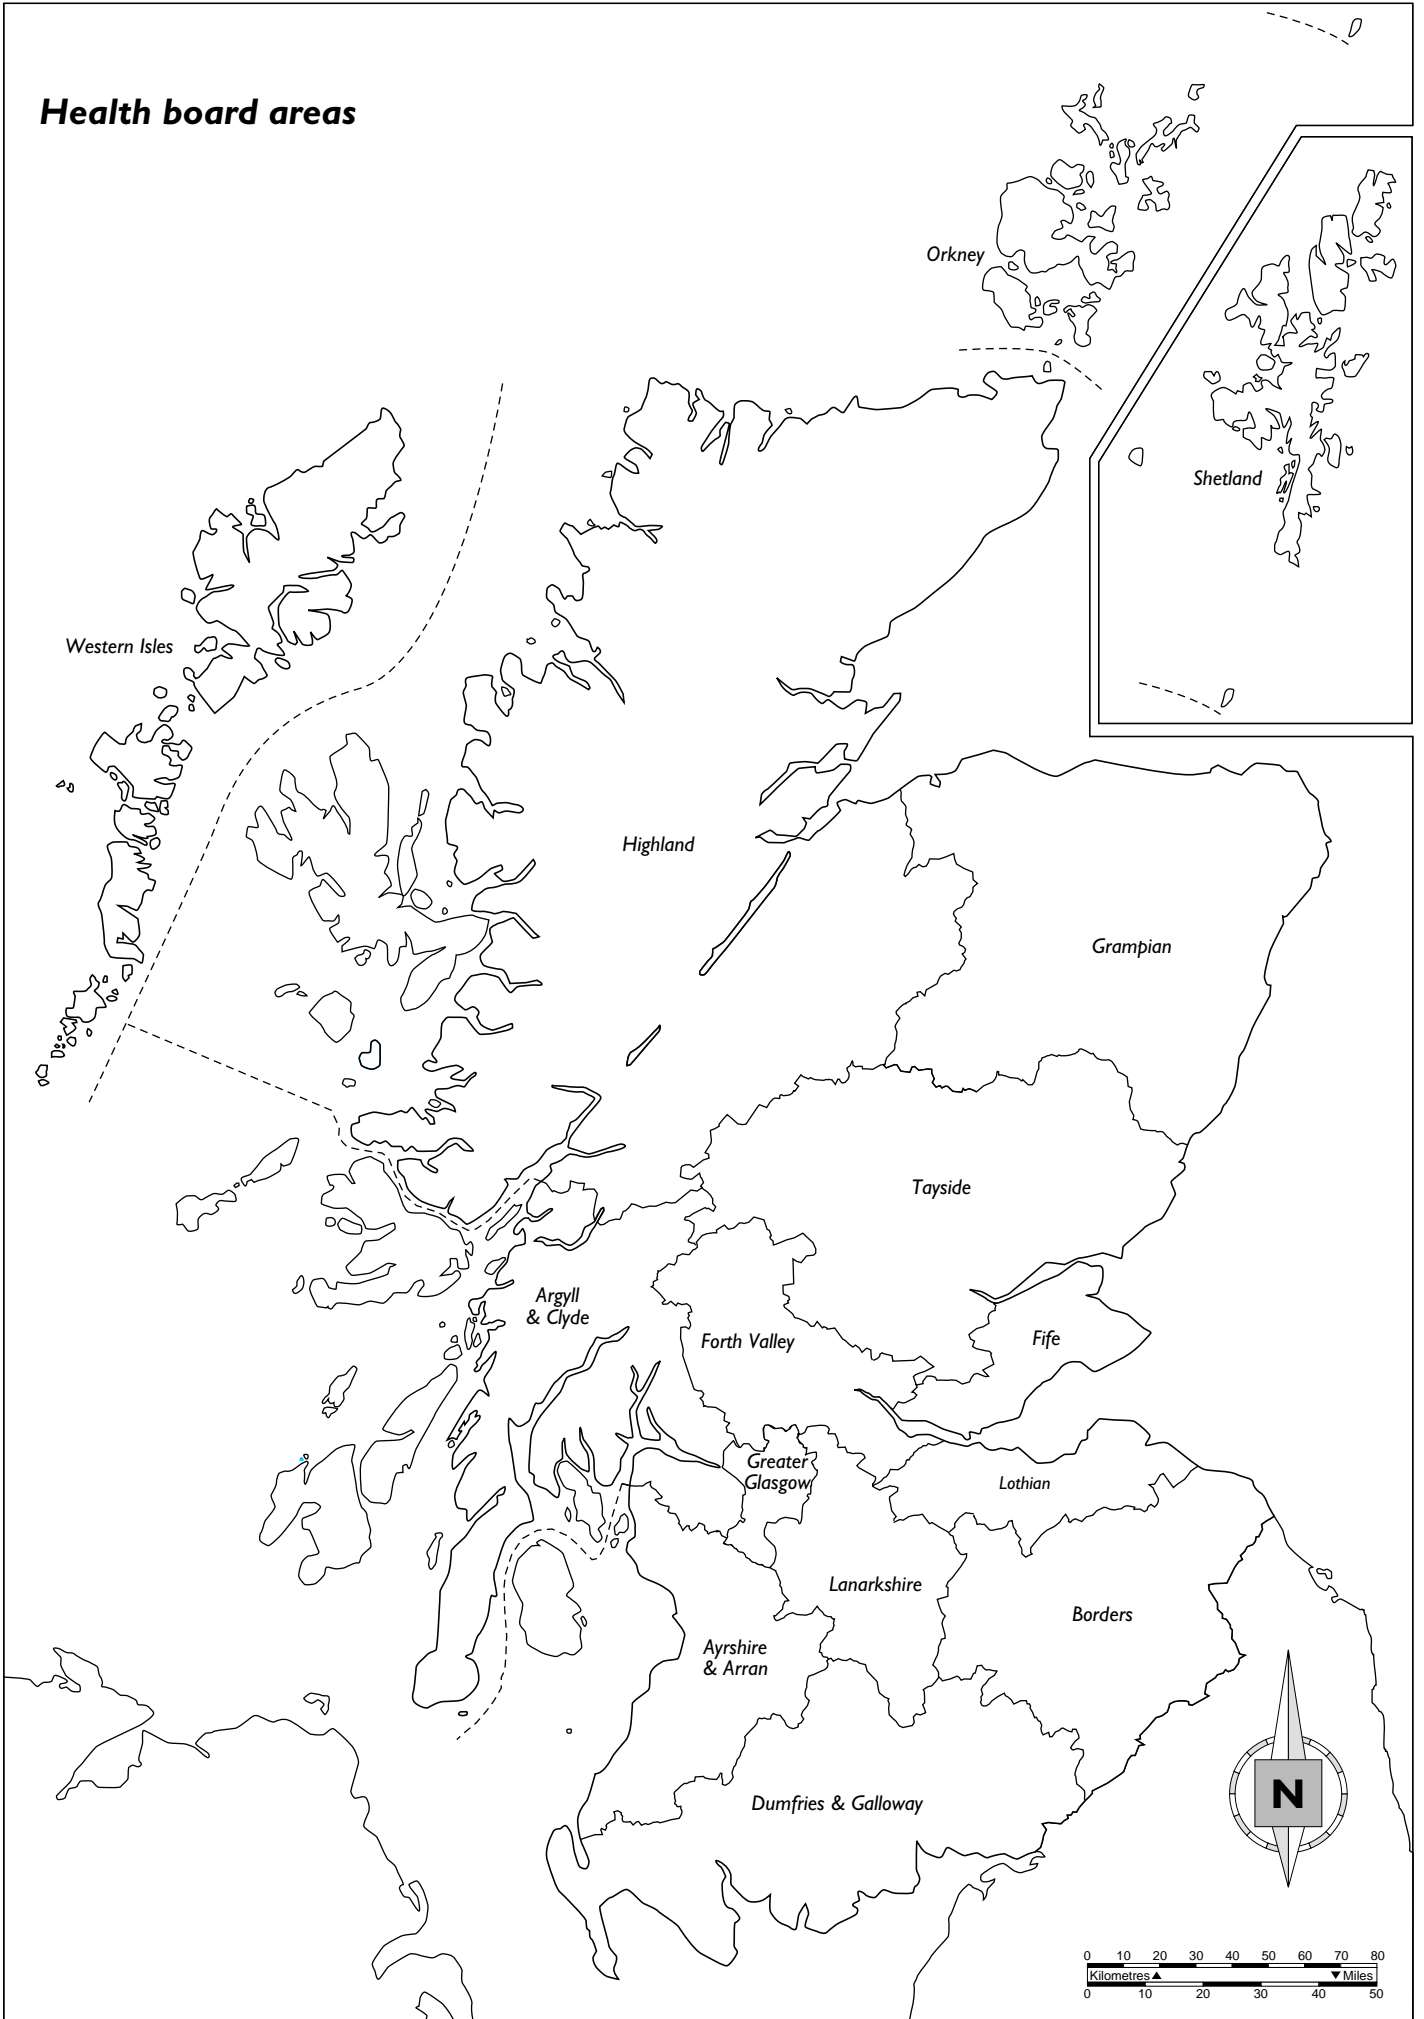 Health board areas
Orkney
Shetland
Western Isles
Highland
Grampian
Tayside
Argyll
& Clyde
Forth Valley
Fife
Greater
Glasgow
Lothian
Lanarkshire
Borders
Ayrshire
& Arran
Dumfries & Galloway
N
0 10 20 30 40 50 60 70 80
Kilometres▲ ▼Miles
0 10 20 30 40 50